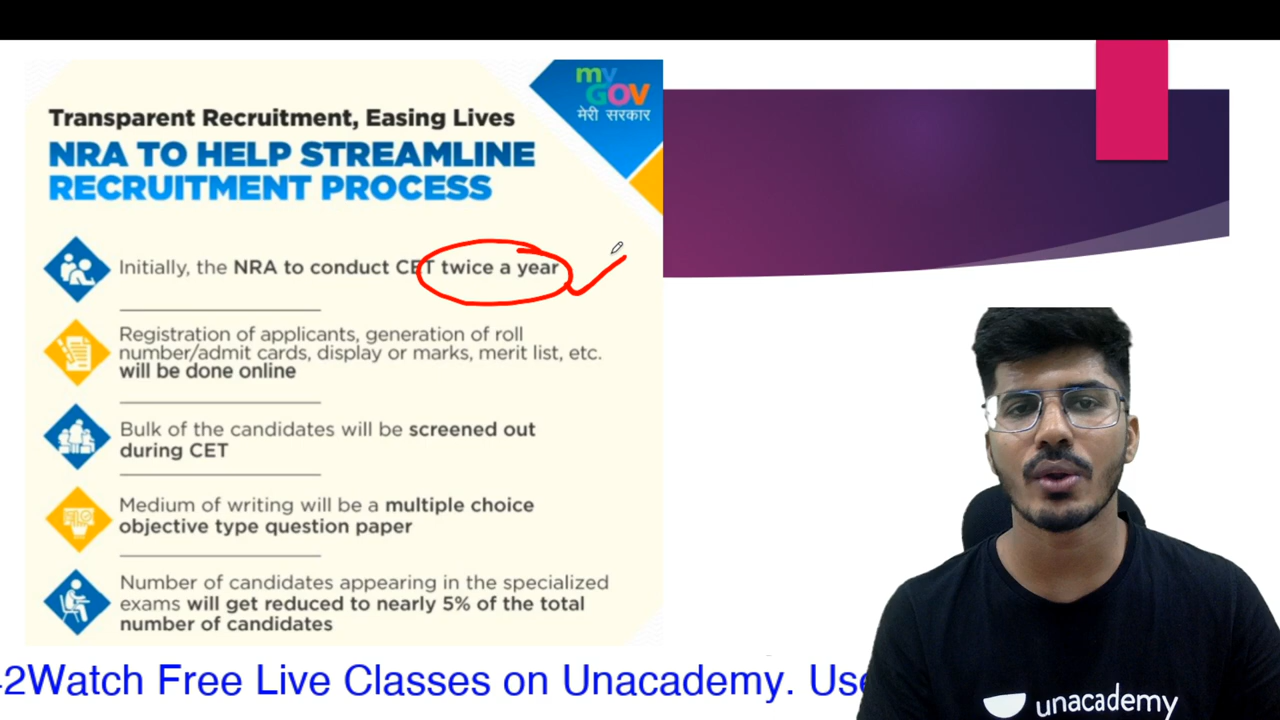 my
GOV
मेरी सरकार
Transparent Recruitment, Easing Lives
NRA TO HELP STREAMLINE
RECRUITMENT PROCESS
Initially, the NRA to conduct CET twice a year
Registration of applicants, generation of roll
number/admit cards, display or marks, merit list, etc.
will be done online
Bulk of the candidates will be screened out
during CET
Medium of writing will be a multiple choice
objective type question paper
Number of candidates appearing in the specialized
exams will get reduced to nearly 5% of the total
number of candidates
-2Watch Free Live Classes on Unacademy. Use
unacademy